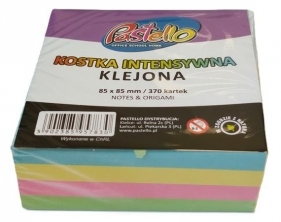 Pastello
OFFICE SCHOOL HOME
KOSTKA INTENSYWNA
KLEJONA
85 x 85 mm / 370 kartek
NOTES & ORIGAMI
PASTELLO DYSTRYBUCJA:
www.pastello.pl
Wykonano w ChRL